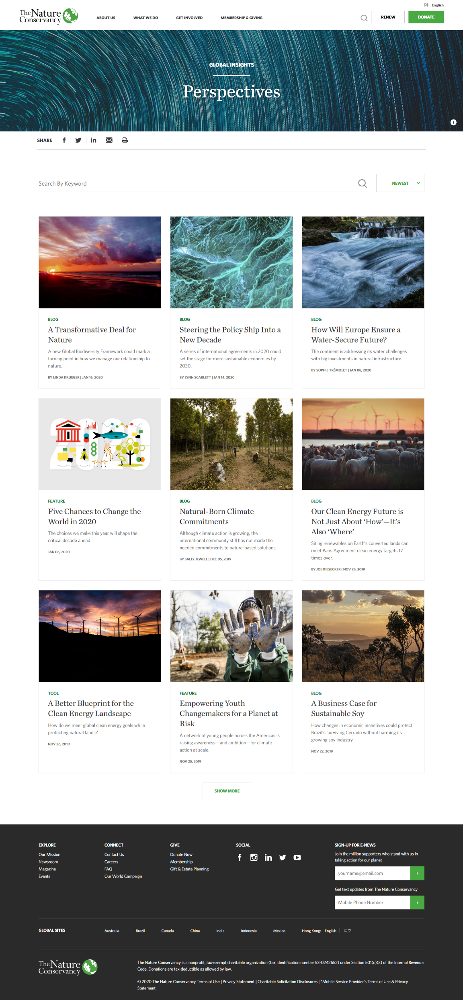 English
The Nature
Conservancy
ABOUT US
WHAT WE DO
GET INVOLVED
MEMBERSHIP & GIVING
RENEW
DONATE
GLOBAL INSIGHTS
Perspectives
SHARE
Search By Keyword
NEWEST
BLOG
A Transformative Deal for
Nature
A new Global Biodiversity Framework could mark a
turning point in how we manage our relationship to
nature.
BY LINDA KRUEGER | JAN 16, 2020
BLOG
Steering the Policy Ship Into a
New Decade
A series of international agreements in 2020 could
set the stage for more sustainable economies by
2030.
BY LYNN SCARLETT | JAN 14, 2020
BLOG
How Will Europe Ensure a
Water-Secure Future?
The continent is addressing its water challenges
with big investments in natural infrastructure.
BY SOPHIE TRÉMOLET | JAN 08, 2020
2020
FEATURE
Five Chances to Change the
World in 2020
The choices we make this year will shape the
critical decade ahead
JAN 06, 2020
BLOG
Natural-Born Climate
Commitments
Although climate action is growing, the
international community still has not made the
needed commitments to nature-based solutions.
BY SALLY JEWELL | DEC 05, 2019
BLOG
Our Clean Energy Future is
Not Just About ‘How’—It’s
Also ‘Where’
Siting renewables on Earth’s converted lands can
meet Paris Agreement clean energy targets 17
times over.
BY JOE KIESECKER | NOV 26, 2019
TOOL
A Better Blueprint for the
Clean Energy Landscape
How do we meet global clean energy goals while
protecting natural lands?
NOV 26, 2019
FEATURE
Empowering Youth
Changemakers for a Planet at
Risk
A network of young people across the Americas is
raising awareness—and ambition—for climate
action at scale.
NOV 25, 2019
BLOG
A Business Case for
Sustainable Soy
How changes in economic incentives could protect
Brazil’s surviving Cerrado without harming its
growing soy industry
NOV 22, 2019
SHOW MORE
EXPLORE
Our Mission
Newsroom
Magazine
Events
CONNECT
Contact Us
Careers
FAQ
Our World Campaign
GIVE
Donate Now
Membership
Gift & Estate Planning
SOCIAL
SIGN-UP FOR E-NEWS
Join the million supporters who stand with us in
taking action for our planet
yourname@email.com
Get text updates from The Nature Conservancy
Mobile Phone Number
GLOBAL SITES
Australia
Brazil
Canada
China
India
Indonesia
Mexico
Hong Kong: English | 中文
The Nature
Conservancy
The Nature Conservancy is a nonprofit, tax-exempt charitable organization (tax identification number 53-0242652) under Section 501(c)(3) of the Internal Revenue
Code. Donations are tax-deductible as allowed by law.
© 2020 The Nature Conservancy Terms of Use | Privacy Statement | Charitable Solicitation Disclosures | *Mobile Service Provider's Terms of Use & Privacy
Statement